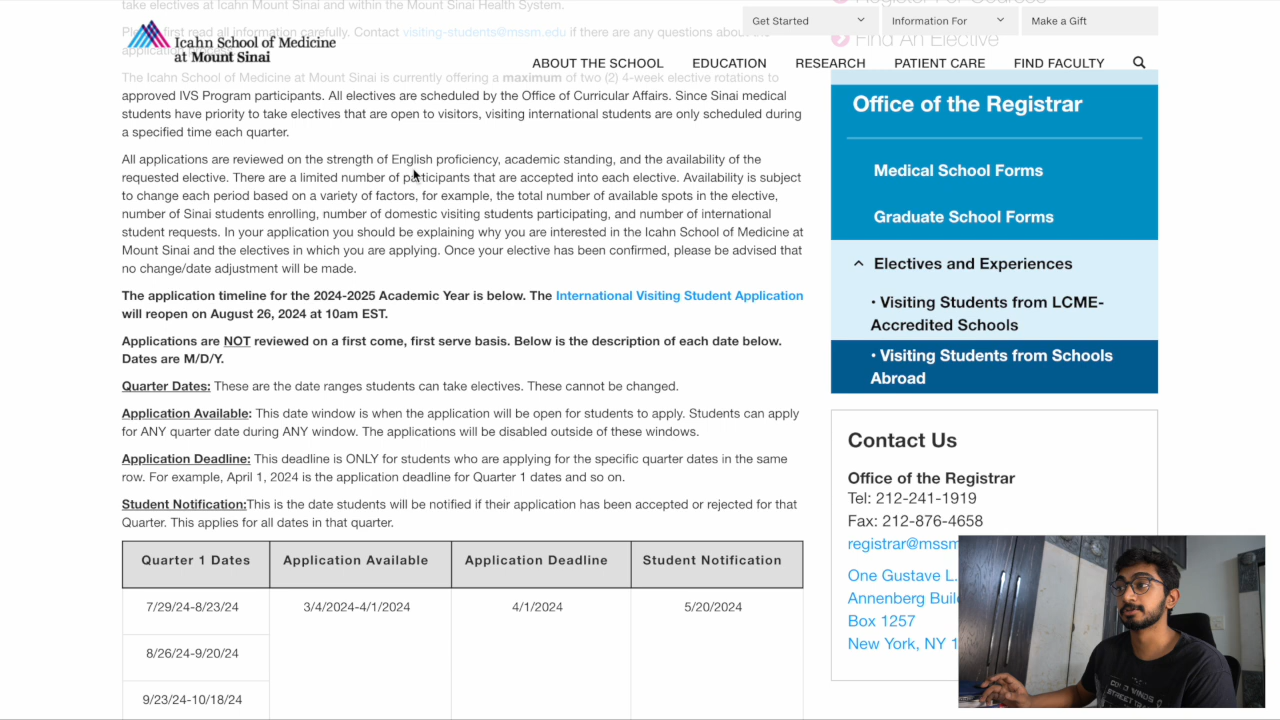 take electives at Icahn Mount Sinai and within the Mount Sinai Health System.
Get Started
Information For
Make a Gift
Find An Elective
visiting-students@mssm.edu if there are any questions about the
Icahn School of Medicine
at Mount Sinai
ABOUT THE SCHOOL
EDUCATION
RESEARCH
PATIENT CARE
FIND FACULTY
The Icahn School of Medicine at Mount Sinai is currently offering a maximum of two (2) 4-week elective rotations to
approved IVS Program participants. All electives are scheduled by the Office of Curricular Affairs. Since Sinai medical
students have priority to take electives that are open to visitors, visiting international students are only scheduled during
a specified time each quarter.
All applications are reviewed on the strength of English proficiency, academic standing, and the availability of the
requested elective. There are a limited number of participants that are accepted into each elective. Availability is subject
to change each period based on a variety of factors, for example, the total number of available spots in the elective,
number of Sinai students enrolling, number of domestic visiting students participating, and number of international
student requests. In your application you should be explaining why you are interested in the Icahn School of Medicine at
Mount Sinai and the electives in which you are applying. Once your elective has been confirmed, please be advised that
no change/date adjustment will be made.
The application timeline for the 2024-2025 Academic Year is below. The International Visiting Student Application
will reopen on August 26, 2024 at 10am EST.
Applications are NOT reviewed on a first come, first serve basis. Below is the description of each date below.
Dates are M/D/Y.
Quarter Dates: These are the date ranges students can take electives. These cannot be changed.
Application Available: This date window is when the application will be open for students to apply. Students can apply
for ANY quarter date during ANY window. The applications will be disabled outside of these windows.
Application Deadline: This deadline is ONLY for students who are applying for the specific quarter dates in the same
row. For example, April 1, 2024 is the application deadline for Quarter 1 dates and so on.
Student Notification:This is the date students will be notified if their application has been accepted or rejected for that
Quarter. This applies for all dates in that quarter.
Quarter 1 Dates
Application Available
Application Deadline
Student Notification
7/29/24-8/23/24
3/4/2024-4/1/2024
4/1/2024
5/20/2024
8/26/24-9/20/24
9/23/24-10/18/24
Office of the Registrar
Medical School Forms
Graduate School Forms
Electives and Experiences
• Visiting Students from LCME-
Accredited Schools
• Visiting Students from Schools
Abroad
Contact Us
Office of the Registrar
Tel: 212-241-1919
Fax: 212-876-4658
registrar@mssm
One Gustave L.
Annenberg Buil
Box 1257
New York, NY 1